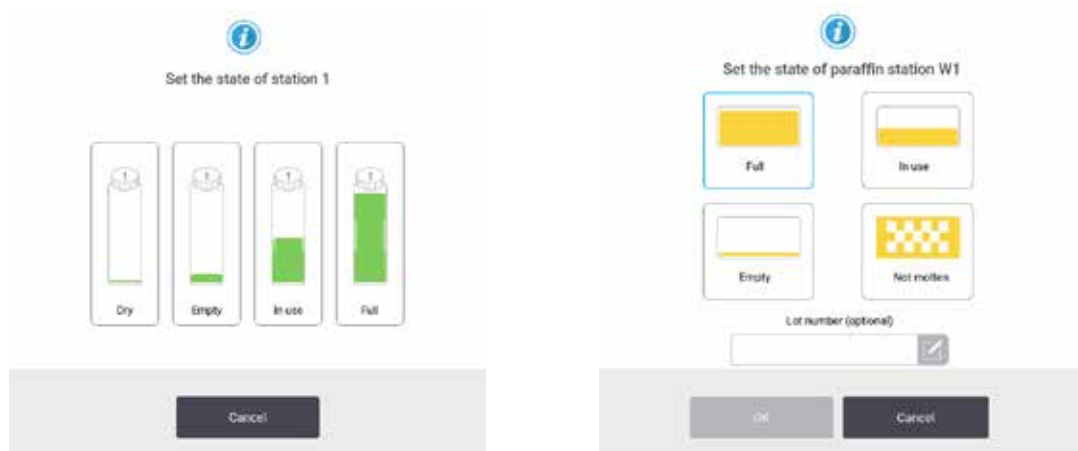 Set the state of station 1
1
1
1
1
Dry
Empty
In use
Full
Cancel
Set the state of paraffin station W1
Full
In use
Empty
Not molten
Lot number (optional)
OK
Cancel